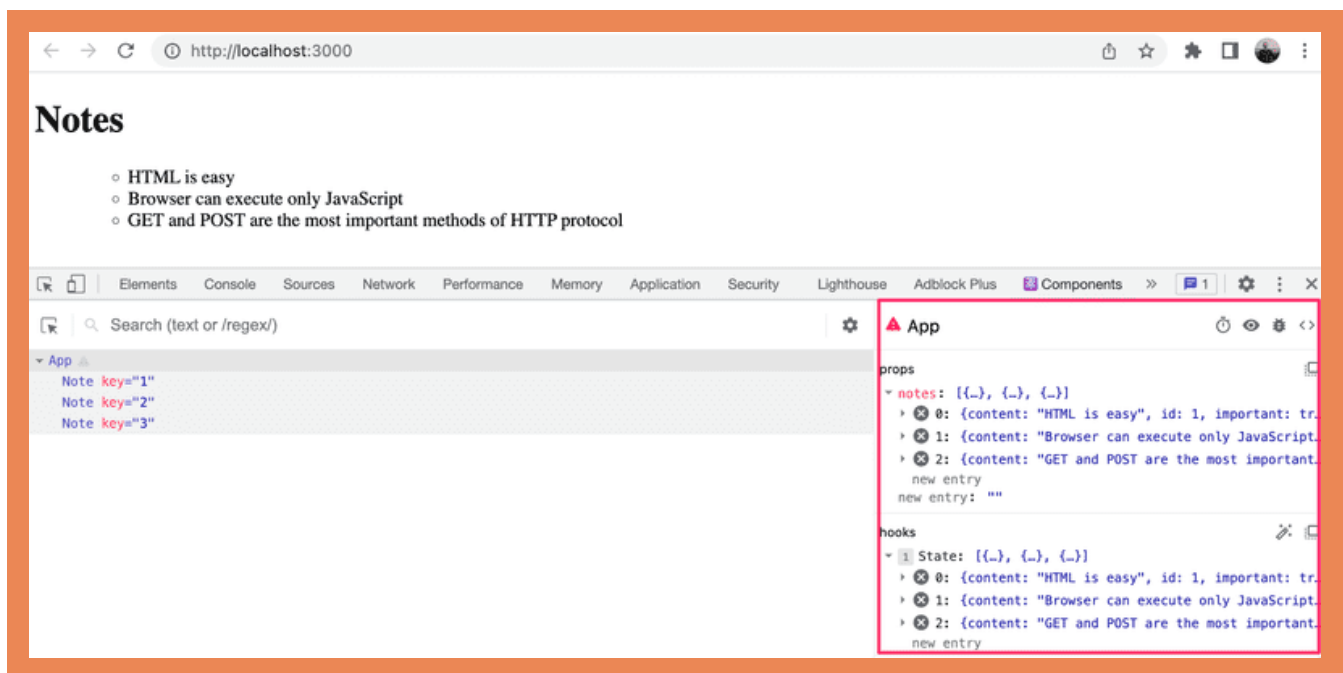 http://localhost:3000
Notes
HTML is easy
Browser can execute only JavaScript
GET and POST are the most important methods of HTTP protocol
Elements Console Sources Network Performance Memory Application Security Lighthouse Adblock Plus Components » 1
Search (text or /regex/)
App
Note key="1"
Note key="2"
Note key="3"
App
props
notes: [{…}, {…}, {…}]
0: {content: "HTML is easy", id: 1, important: tr…
1: {content: "Browser can execute only JavaScript…
2: {content: "GET and POST are the most important…
new entry
new entry: ""
hooks
1 State: [{…}, {…}, {…}]
0: {content: "HTML is easy", id: 1, important: tr…
1: {content: "Browser can execute only JavaScript…
2: {content: "GET and POST are the most important…
new entry